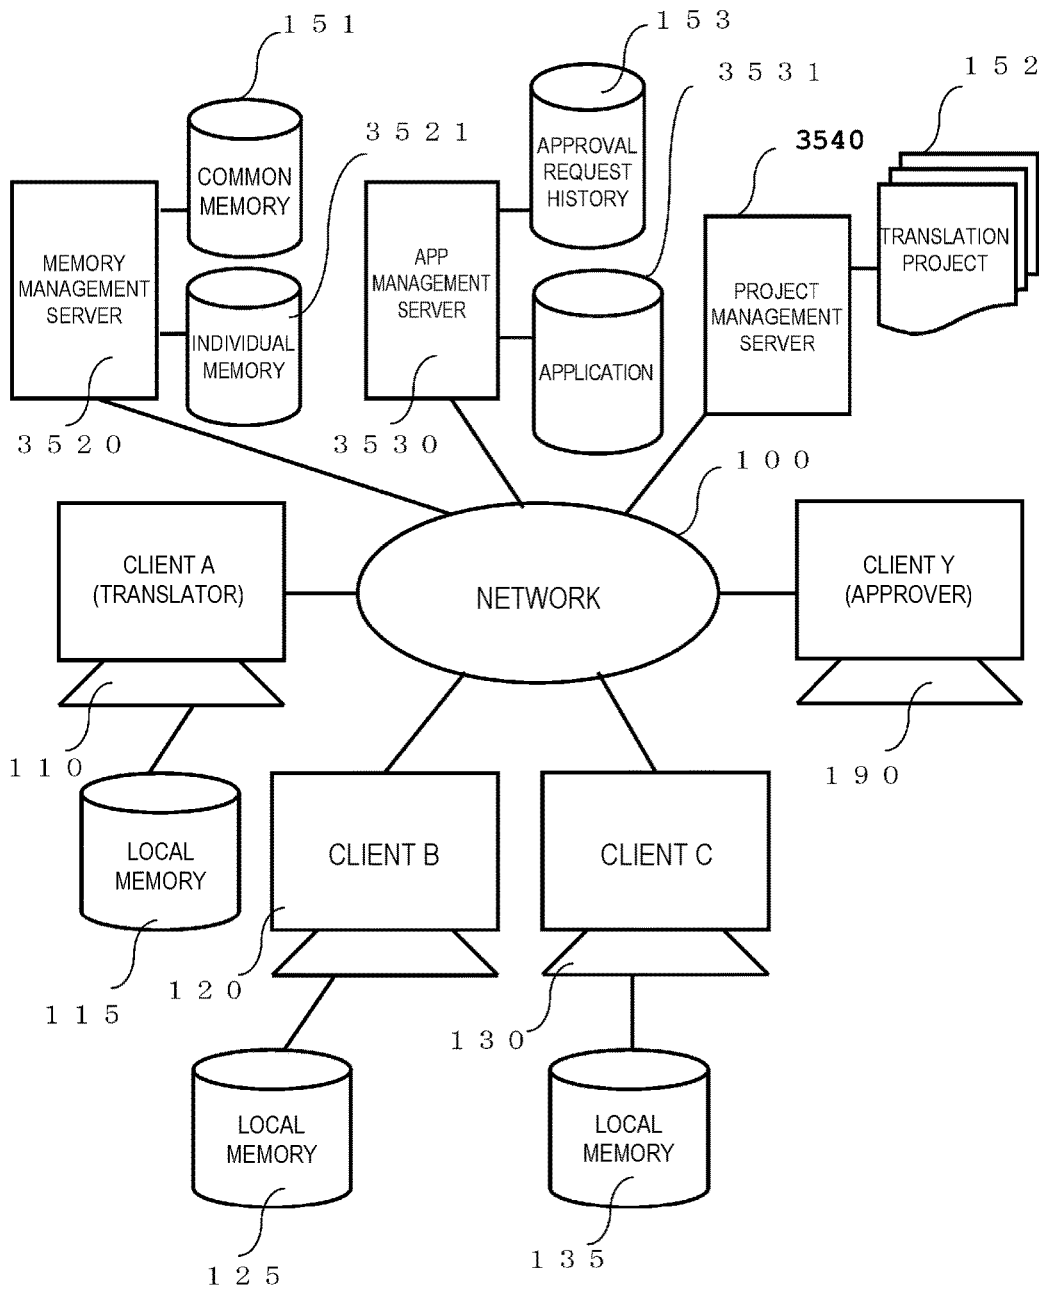 151
153
3531
152
3521
3540
COMMON
MEMORY
APPROVAL
REQUEST
HISTORY
TRANSLATION
PROJECT
MEMORY
MANAGEMENT
SERVER
APP
MANAGEMENT
SERVER
PROJECT
MANAGEMENT
SERVER
INDIVIDUAL
MEMORY
APPLICATION
3520
3530
100
CLIENT A
(TRANSLATOR)
NETWORK
CLIENT Y
(APPROVER)
110
190
LOCAL
MEMORY
CLIENT B
CLIENT C
115
120
130
LOCAL
MEMORY
LOCAL
MEMORY
125
135